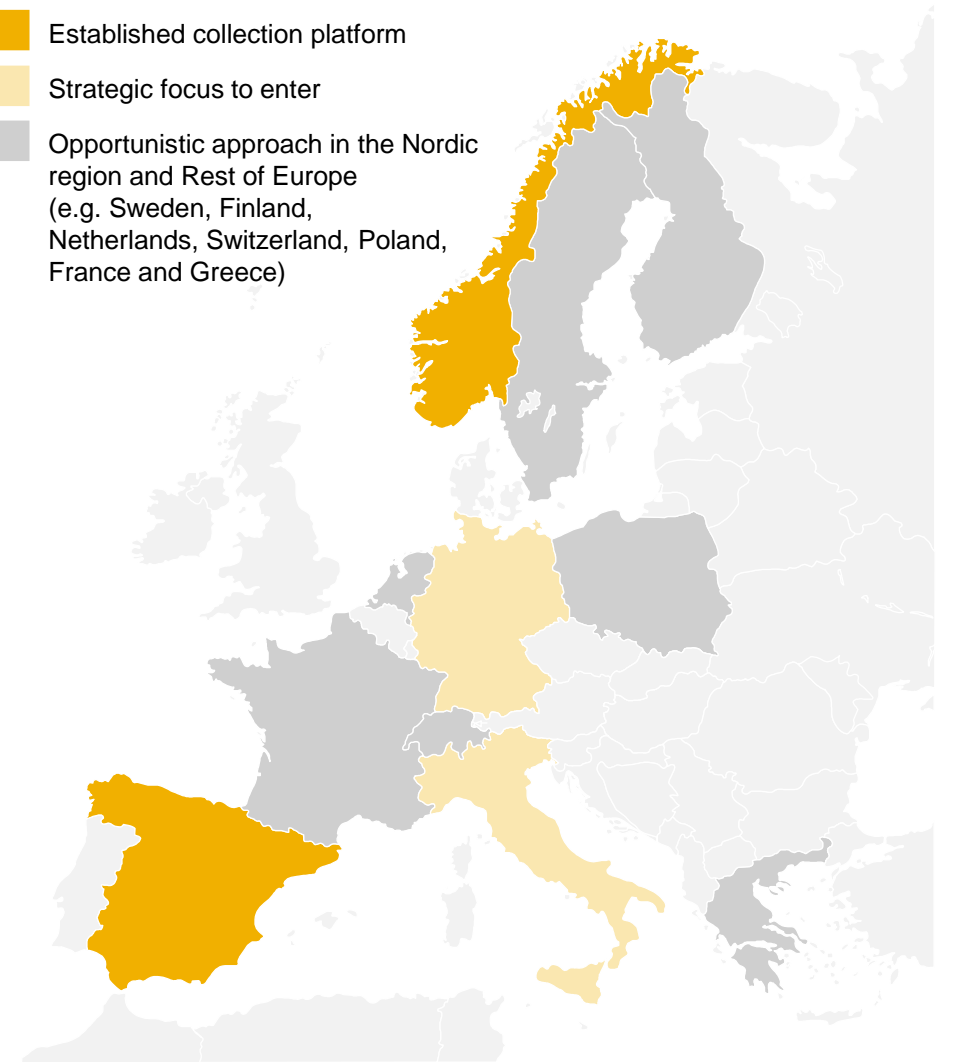 Established collection platform
Strategic focus to enter
Opportunistic approach in the Nordic
region and Rest of Europe
(e.g. Sweden, Finland,
Netherlands, Switzerland, Poland,
France and Greece)